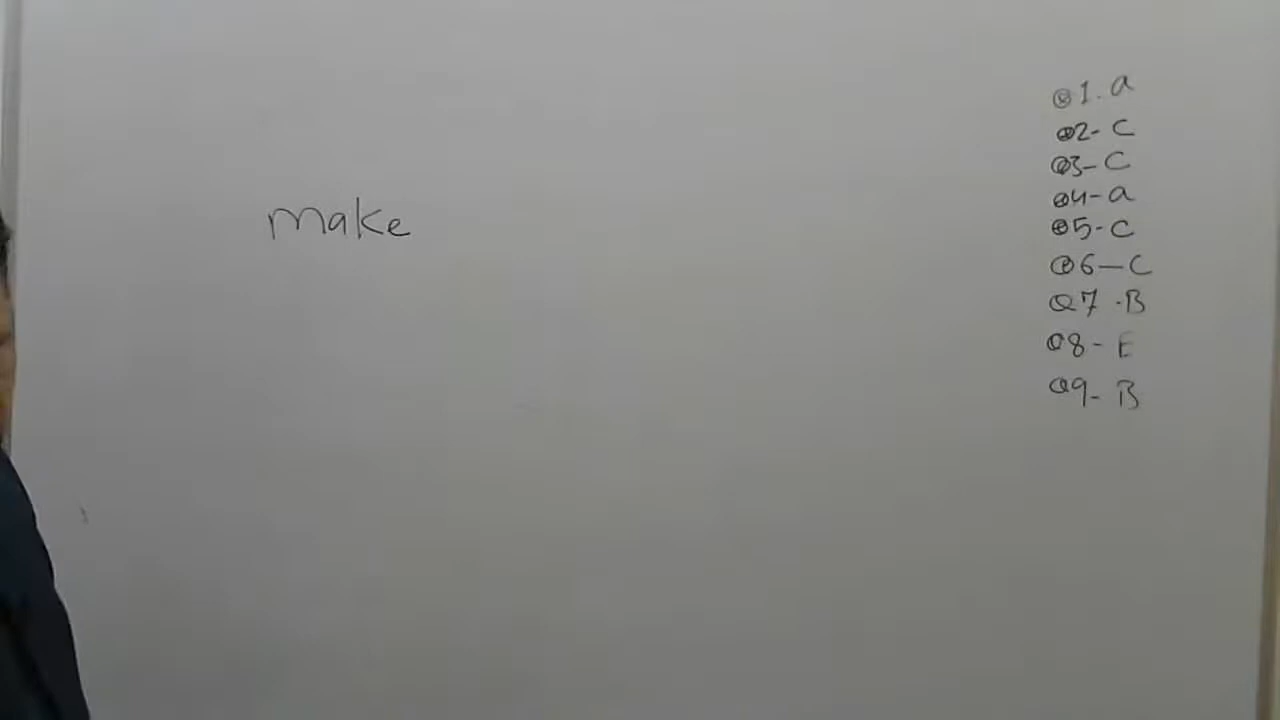 make
Q1. a
Q2- C
Q3- C
Q4- a
Q5- C
Q6- C
Q7 - B
Q8- E
Q9- B